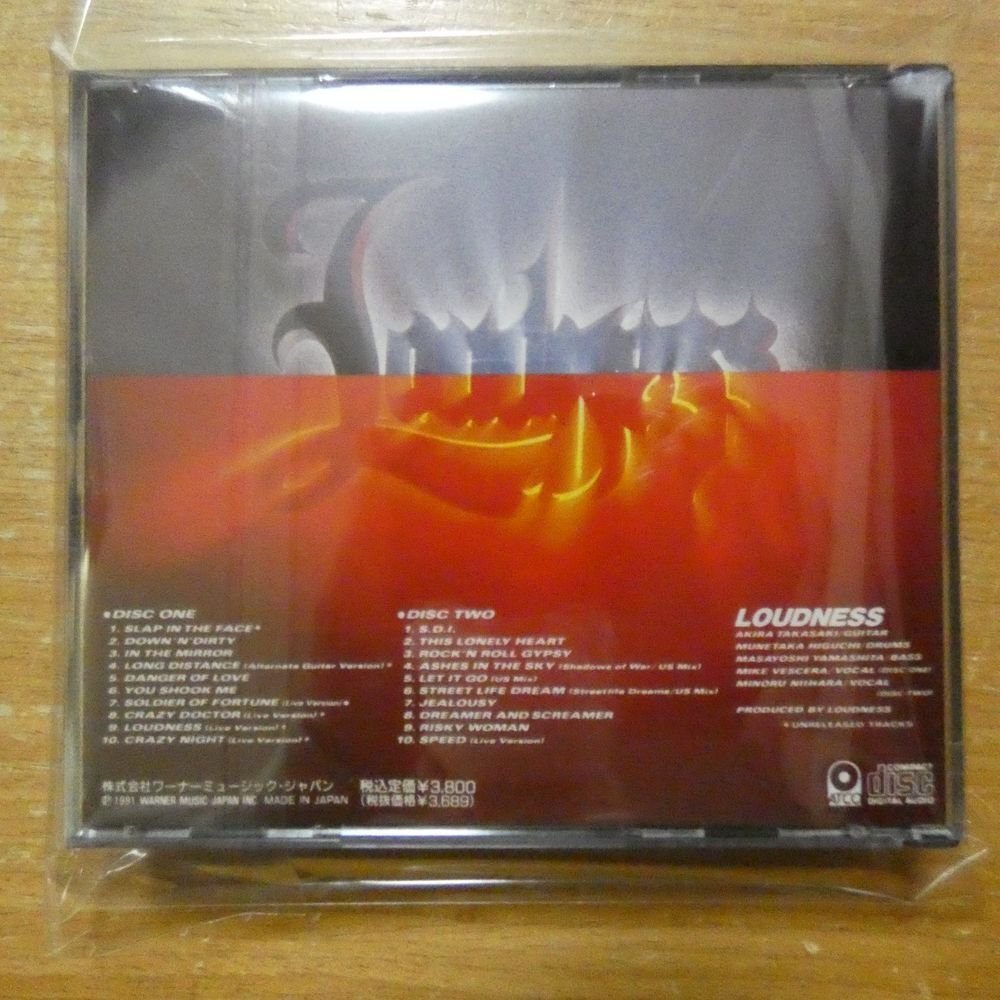 ●DISC ONE
1. SLAP IN THE FACE*
2. DOWN'N'DIRTY
3. IN THE MIRROR
4. LONG DISTANCE (Alternate Guitar Version)*
5. DANGER OF LOVE
6. YOU SHOOK ME
7. SOLDIER OF FORTUNE (Live Version)*
8. CRAZY DOCTOR (Live Version)*
9. LOUDNESS (Live Version)*
10. CRAZY NIGHT (Live Version)*
●DISC TWO
1. S.D.I.
2. THIS LONELY HEART
3. ROCK'N ROLL GYPSY
4. ASHES IN THE SKY (Shadows of War/US Mix)
5. LET IT GO (US Mix)
6. STREET LIFE DREAM (Streetlife Dreams/US Mix)
7. JEALOUSY
8. DREAMER AND SCREAMER
9. RISKY WOMAN
10. SPEED (Live Version)
LOUDNESS
AKIRA TAKASAKI/GUITAR
MUNETAKA HIGUCHI/DRUMS
MASAYOSHI YAMASHITA/BASS
MIKE VESCERA/VOCAL (DISC ONE)
MINORU NIIHARA/VOCAL
(DISC TWO)
PRODUCED BY LOUDNESS
*UNRELEASED TRACKS
株式会社ワーナーミュージック・ジャパン
℗ 1991 WARNER MUSIC JAPAN INC. MADE IN JAPAN
税込定価¥3,800
(税抜価格¥3,689)
ATCO
COMPACT
disc
DIGITAL AUDIO